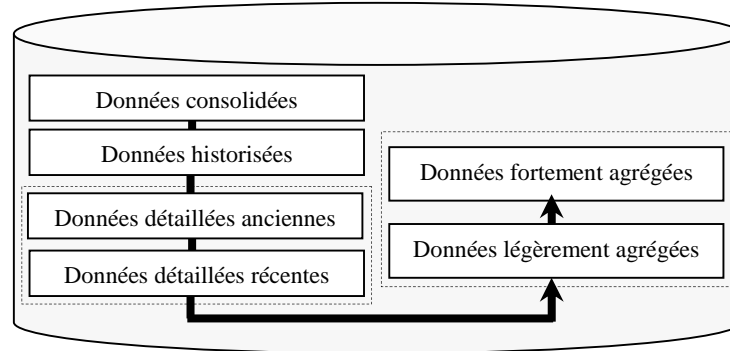 Données consolidées
Données historisées
Données détaillées anciennes
Données détaillées récentes
Données fortement agrégées
Données légèrement agrégées